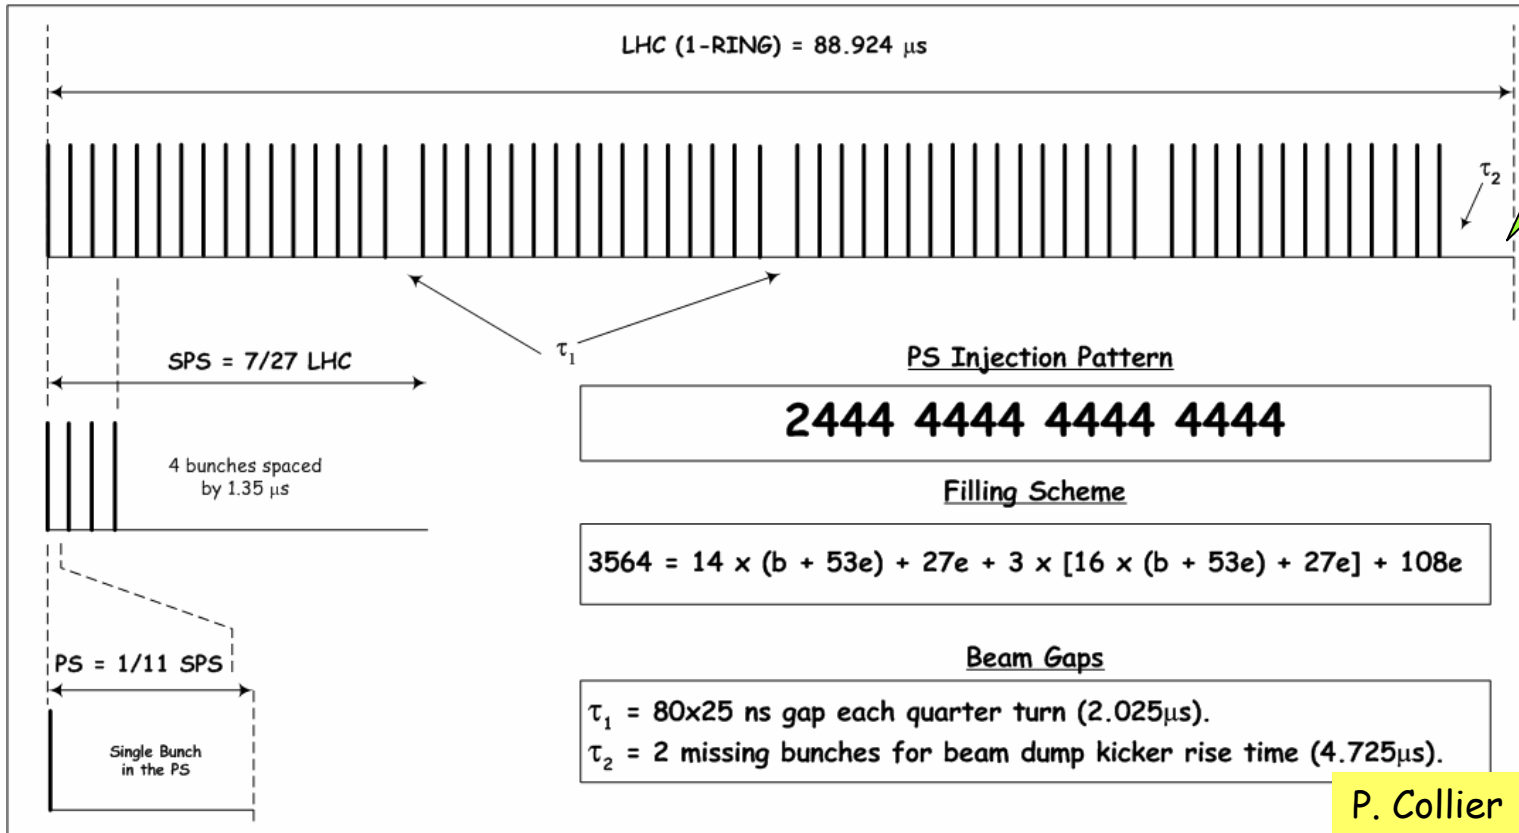 LHC (1-RING) = 88.924 μs
τ2
τ1
SPS = 7/27 LHC
4 bunches spaced
by 1.35 μs
PS = 1/11 SPS
Single Bunch
in the PS
PS Injection Pattern
2444 4444 4444 4444
Filling Scheme
3564 = 14 x (b + 53e) + 27e + 3 x [16 x (b + 53e) + 27e] + 108e
Beam Gaps
τ1 = 80x25 ns gap each quarter turn (2.025μs).
τ2 = 2 missing bunches for beam dump kicker rise time (4.725μs).
P. Collier